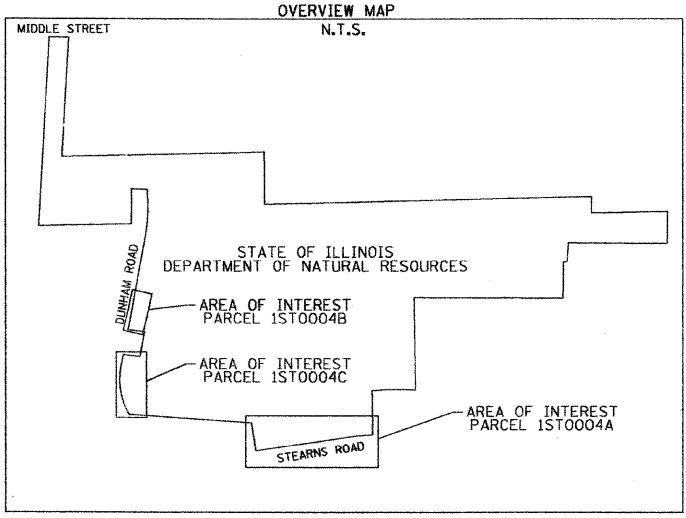 OVERVIEW MAP
MIDDLE STREET
N.T.S.
STATE OF ILLINOIS
DEPARTMENT OF NATURAL RESOURCES
DUNHAM ROAD
AREA OF INTEREST
PARCEL 1ST0004B
AREA OF INTEREST
PARCEL 1ST0004C
AREA OF INTEREST
PARCEL 1ST0004A
STEARNS ROAD